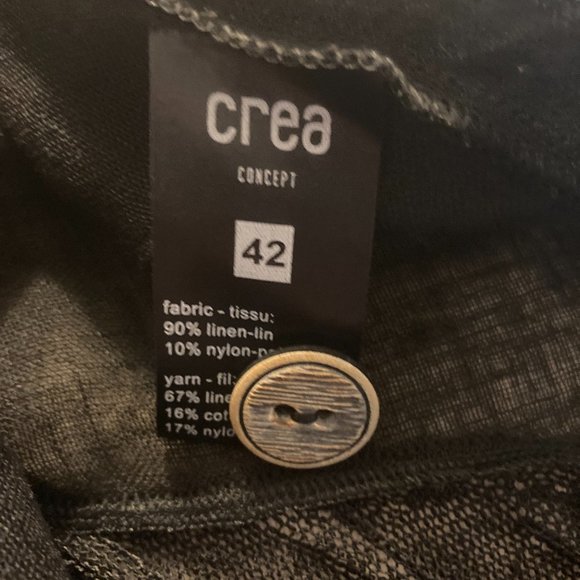 crea
CONCEPT
42
fabric - tissu:
90% linen-lin
10% nylon-
yarn - fil:
67%
16%
17%